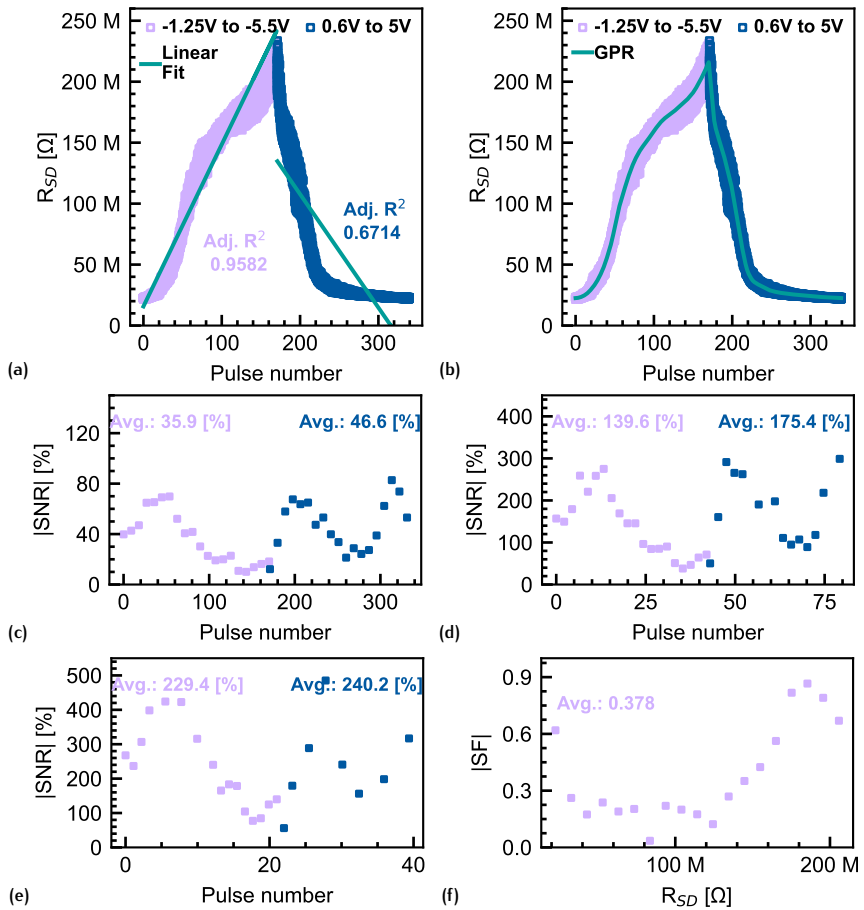 -1.25V to -5.5V 0.6V to 5V
Linear
Fit
250 M
200 M
150 M
100 M
50 M
0
R_SD [Ω]
Adj. R²
0.6714
Adj. R²
0.9582
0 100 200 300
Pulse number
(a)
-1.25V to -5.5V 0.6V to 5V
GPR
250 M
200 M
150 M
100 M
50 M
0
R_SD [Ω]
0 100 200 300
Pulse number
(b)
Avg.: 35.9 [%] Avg.: 46.6 [%]
120
80
40
0
|SNR| [%]
0 100 200 300
Pulse number
(c)
Avg.: 139.6 [%] Avg.: 175.4 [%]
400
300
200
100
0
|SNR| [%]
0 25 50 75
Pulse number
(d)
Avg.: 229.4 [%] Avg.: 240.2 [%]
500
400
300
200
100
0
|SNR| [%]
0 20 40
Pulse number
(e)
Avg.: 0.378
0.9
0.6
0.3
0.0
|SF|
100 M 200 M
R_SD [Ω]
(f)